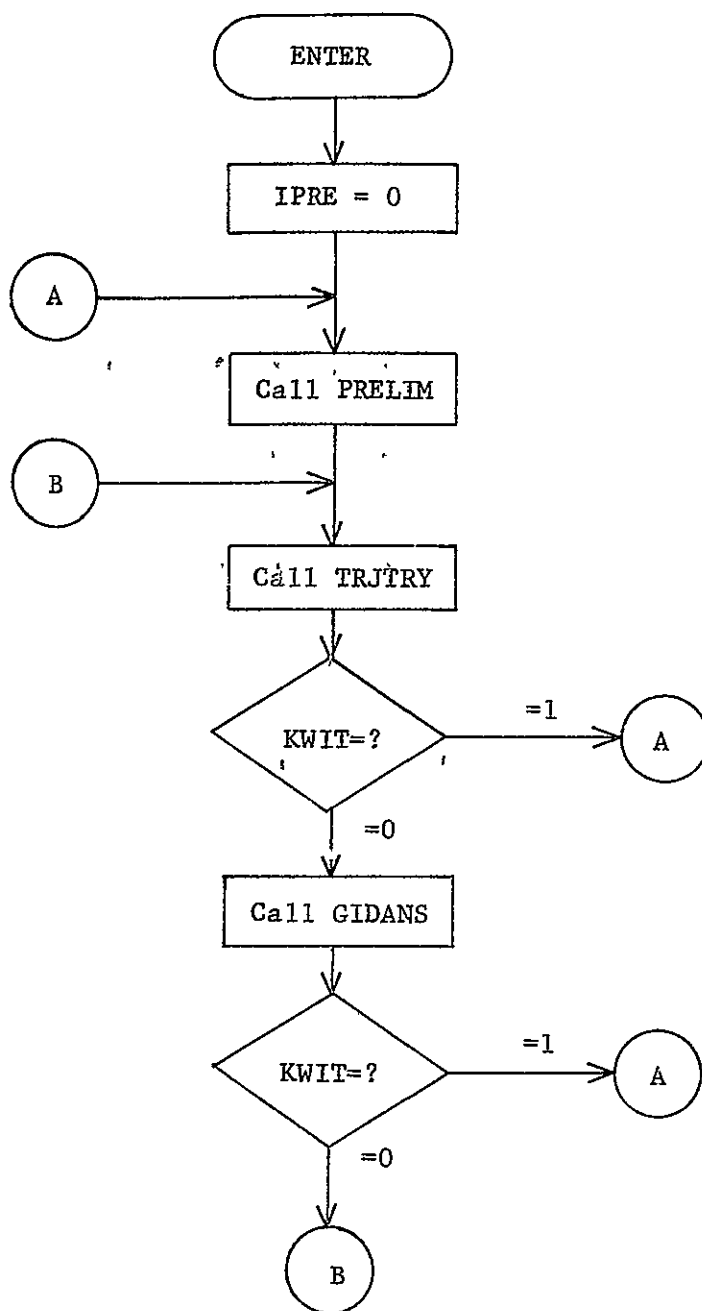 ENTER
IPRE = 0
A
Call PRELIM
B
Call TRJTRY
KWIT=?
=1
A
=0
Call GIDANS
KWIT=?
=1
A
=0
B